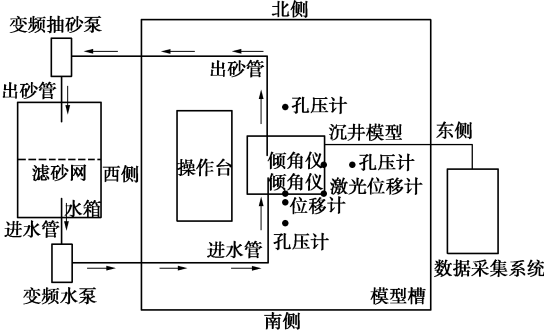 北侧
变频抽砂泵
出砂管
出砂管
孔压计
沉井模型
东侧
倾角仪
孔压计
滤砂网
西侧
操作台
倾角仪
激光位移计
水箱
位移计
进水管
进水管
孔压计
数据采集系统
变频水泵
模型槽
南侧